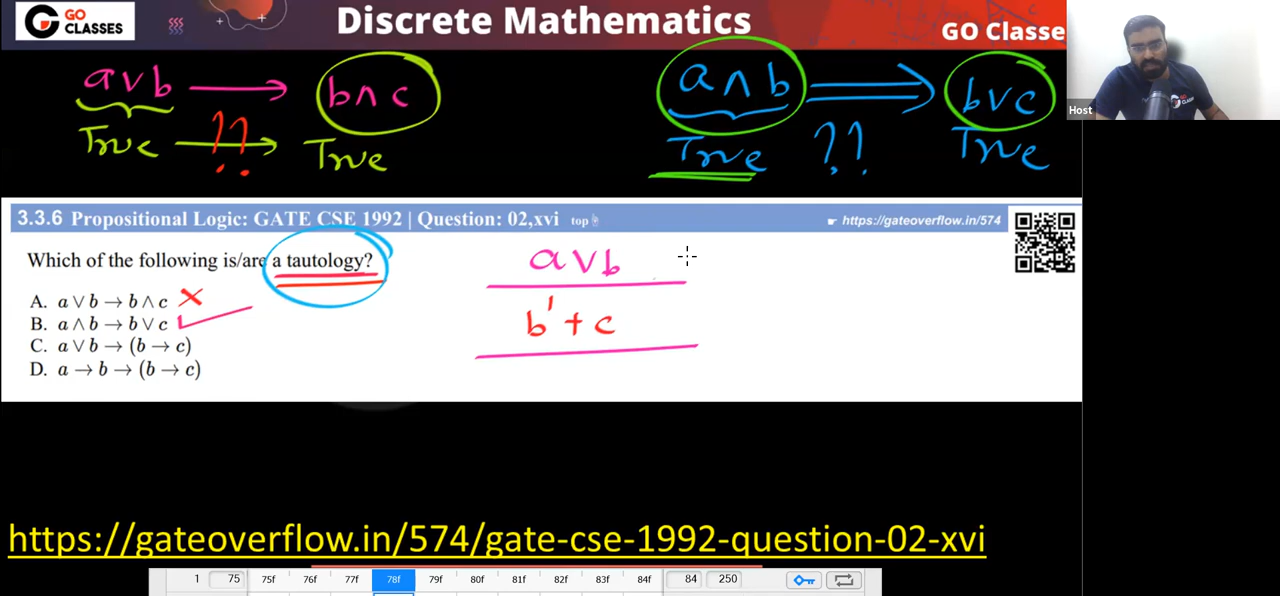 GO CLASSES
Discrete Mathematics
GO Classe
a ∨ b → b ∧ c
True ?? → True
a ∧ b ⟹ b ∨ c
True ?? True
Host
GO CLASSES
3.3.6 Propositional Logic: GATE CSE 1992 | Question: 02,xvi top
https://gateoverflow.in/574
Which of the following is/are a tautology?
A. a ∨ b → b ∧ c
B. a ∧ b → b ∨ c
C. a ∨ b → (b → c)
D. a → b → (b → c)
a ∨ b
b' + c
https://gateoverflow.in/574/gate-cse-1992-question-02-xvi
1 75 75f 76f 77f 78f 79f 80f 81f 82f 83f 84f 84 250